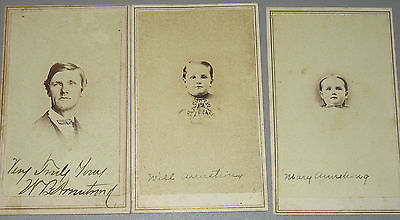 Very Truly Yours
W B Armstrong
Will Armstrong
Mary Armstrong